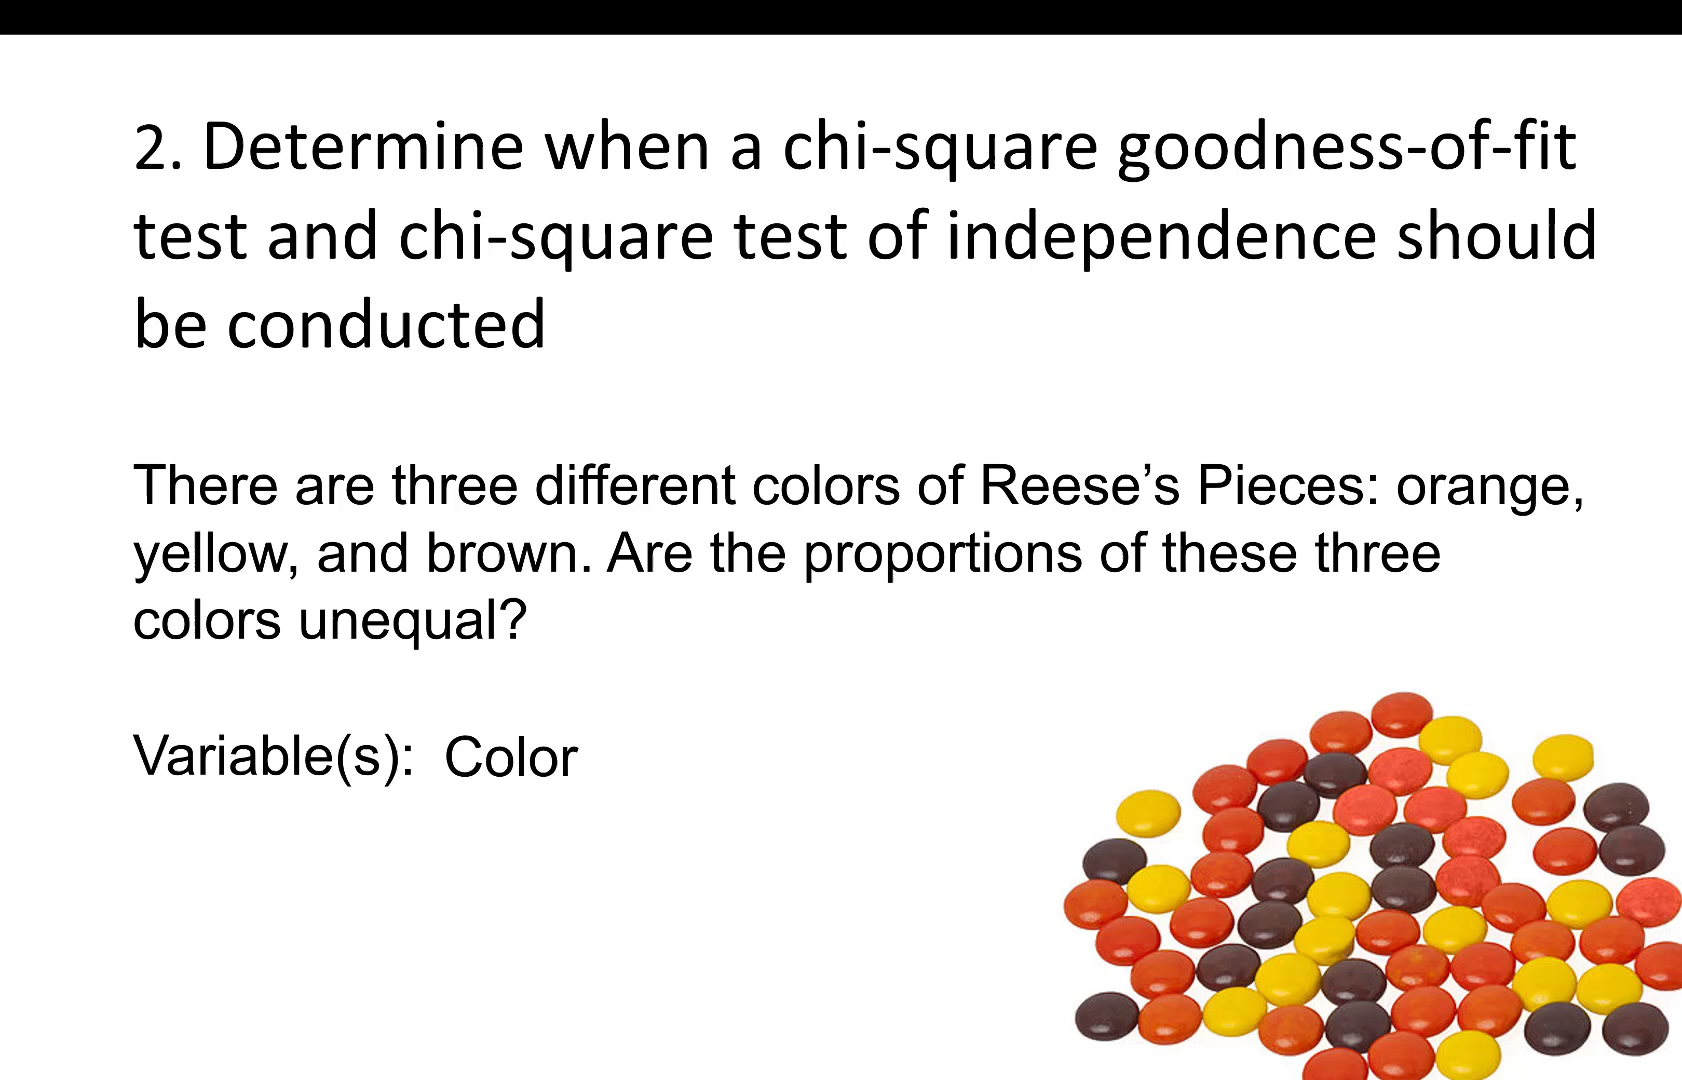 2. Determine when a chi-square goodness-of-fit
test and chi-square test of independence should
be conducted
There are three different colors of Reese’s Pieces: orange,
yellow, and brown. Are the proportions of these three
colors unequal?
Variable(s): Color